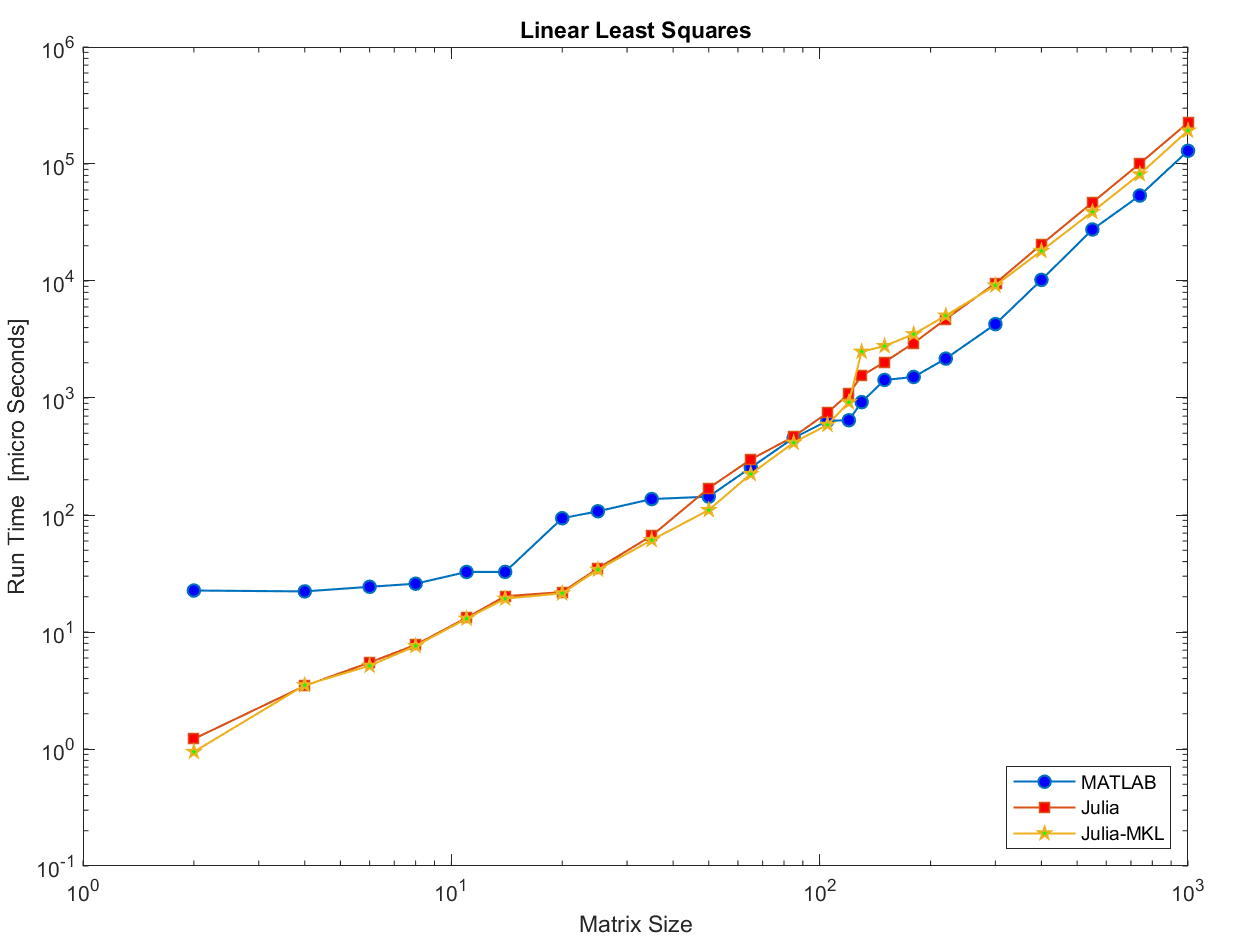 Linear Least Squares
10^6
10^5
10^4
10^3
10^2
10^1
10^0
10^-1
Run Time [micro Seconds]
10^0 10^1 10^2 10^3
Matrix Size
MATLAB
Julia
Julia-MKL